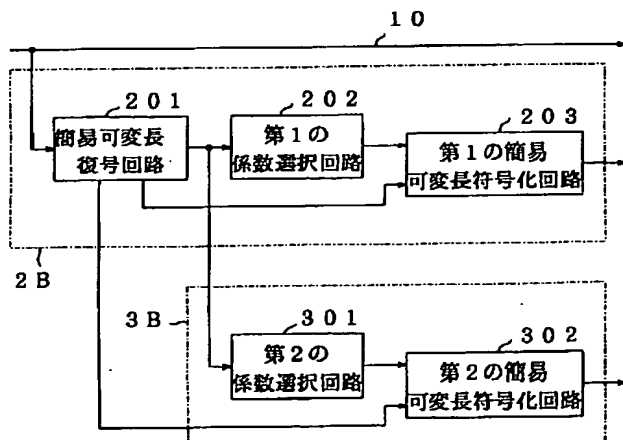 10
201
簡易可変長
復号回路
202
第1の
係数選択回路
203
第1の簡易
可変長符号化回路
2B
3B
301
第2の
係数選択回路
302
第2の簡易
可変長符号化回路